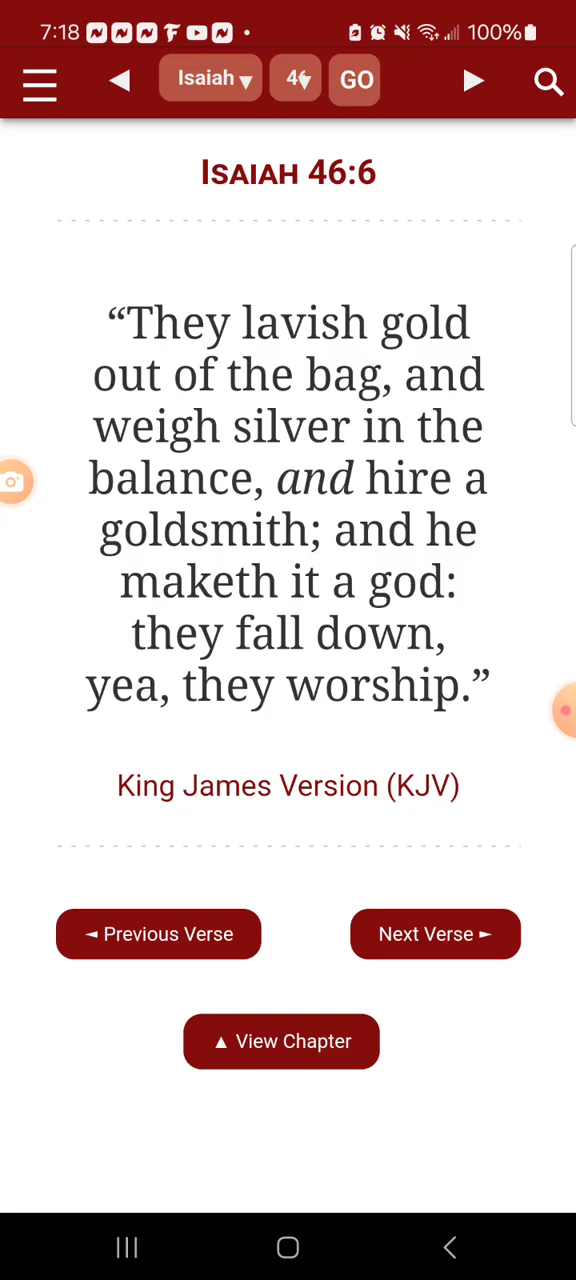 7:18 100%
Isaiah 46 GO
Isaiah 46:6
“They lavish gold
out of the bag, and
weigh silver in the
balance, and hire a
goldsmith; and he
maketh it a god:
they fall down,
yea, they worship.”
King James Version (KJV)
◄ Previous Verse Next Verse ►
▲ View Chapter